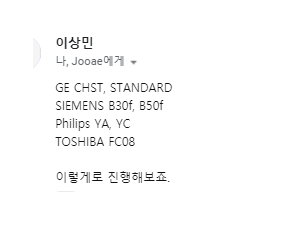 이상민
나, Jooae에게
GE CHST, STANDARD
SIEMENS B30f, B50f
Philips YA, YC
TOSHIBA FC08
이렇게로 진행해보죠.